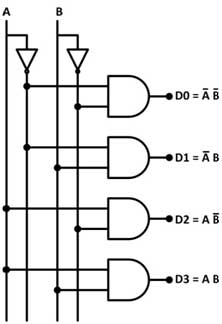 A B
D0 = A̅ B̅
D1 = A̅ B
D2 = A B̅
D3 = A B